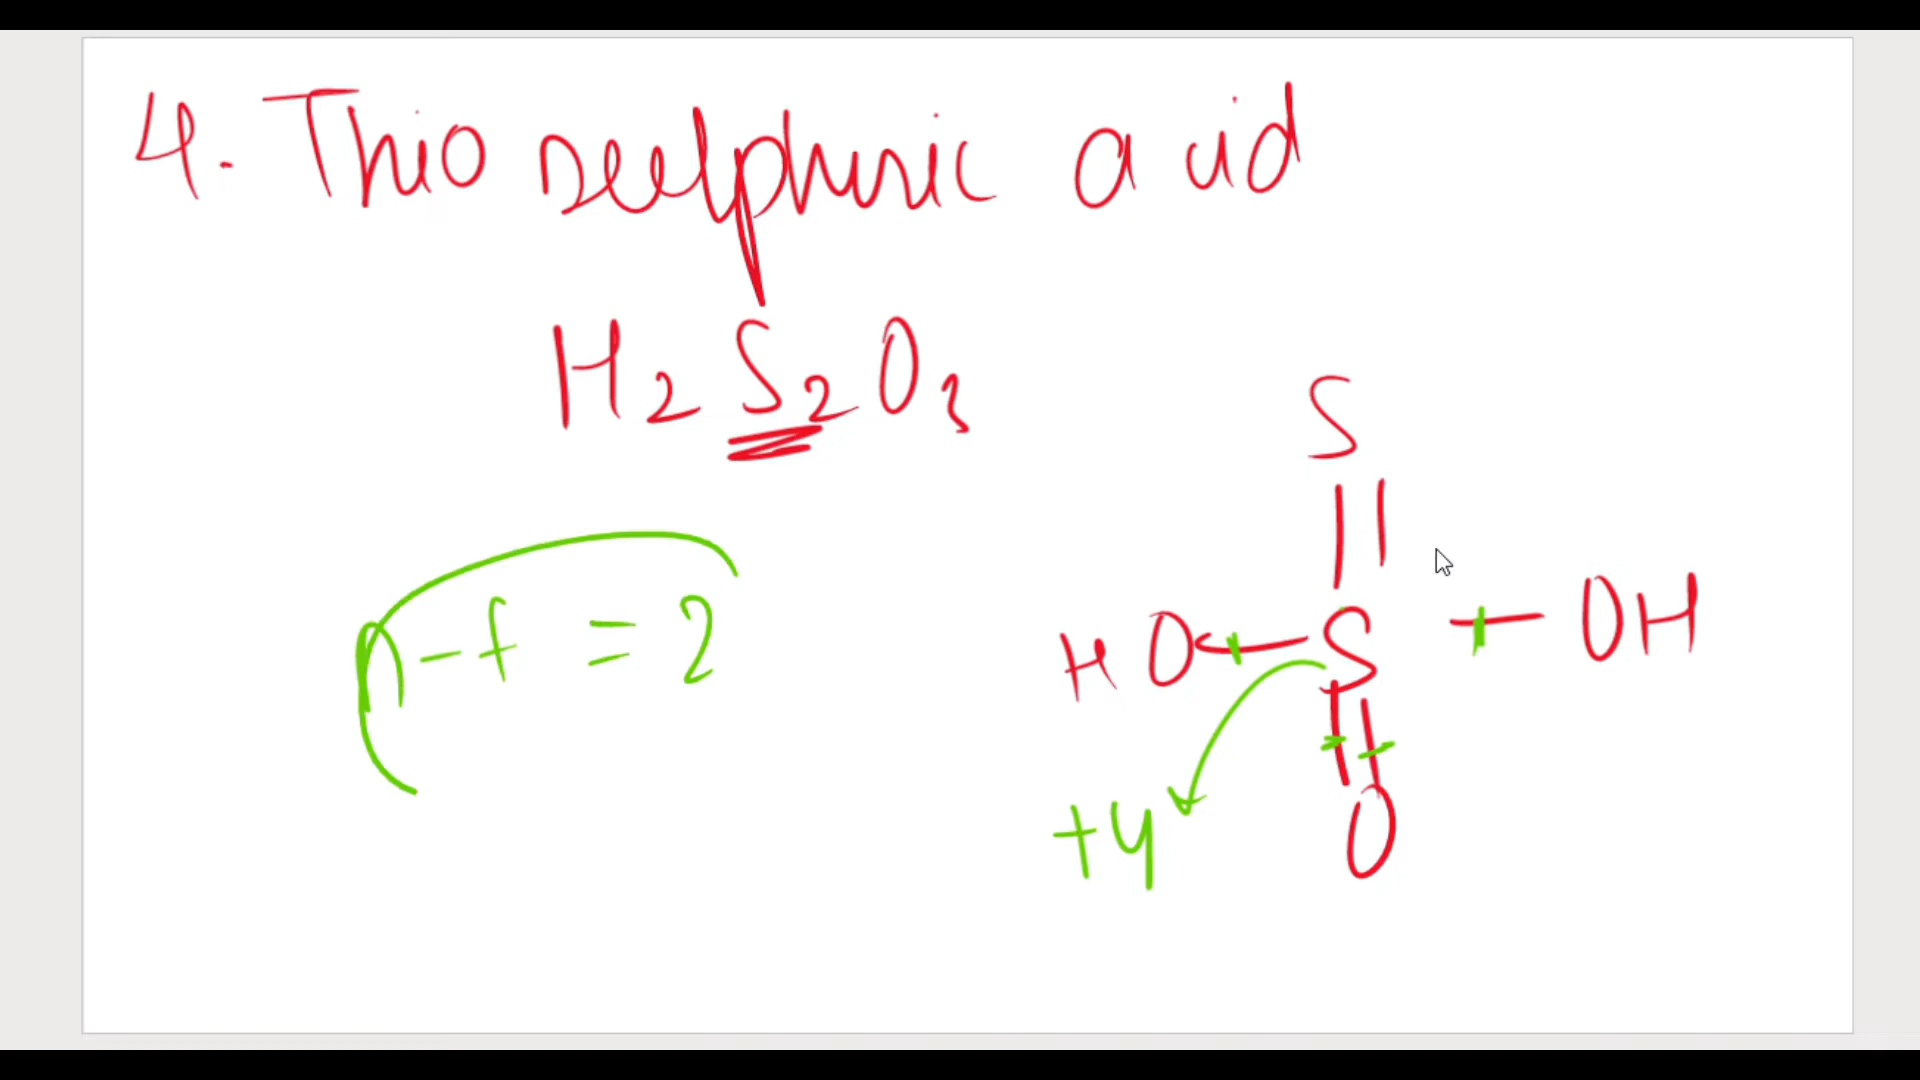 4. Thio sulphuric acid
H2S2O3
S
||
n-f = 2
HO-S-OH
||
+4
O